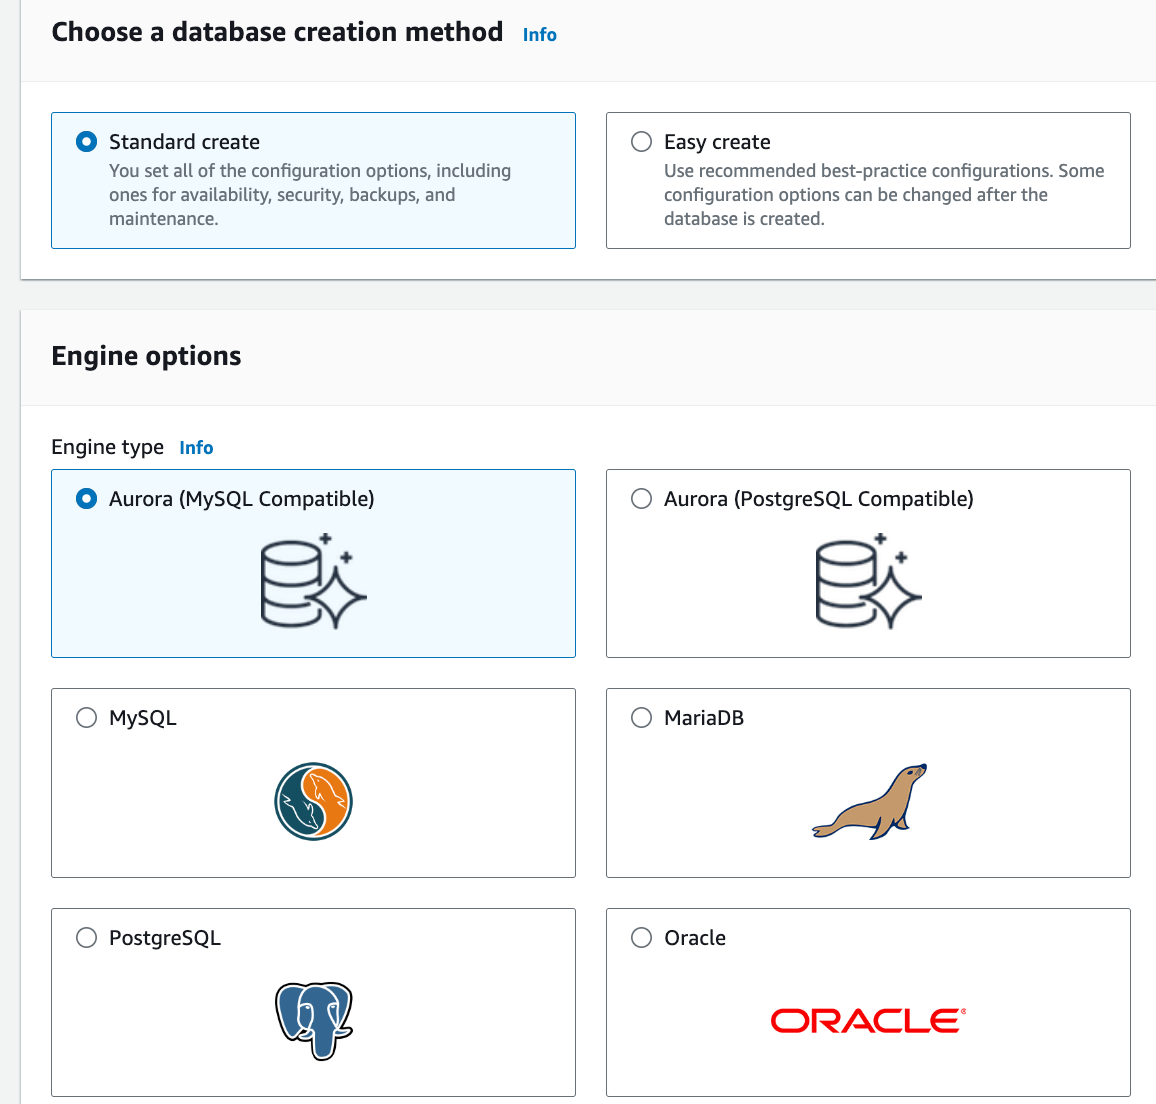 Choose a database creation method Info
Standard create
You set all of the configuration options, including
ones for availability, security, backups, and
maintenance.
Easy create
Use recommended best-practice configurations. Some
configuration options can be changed after the
database is created.
Engine options
Engine type Info
Aurora (MySQL Compatible)
Aurora (PostgreSQL Compatible)
MySQL
MariaDB
PostgreSQL
Oracle
ORACLE®